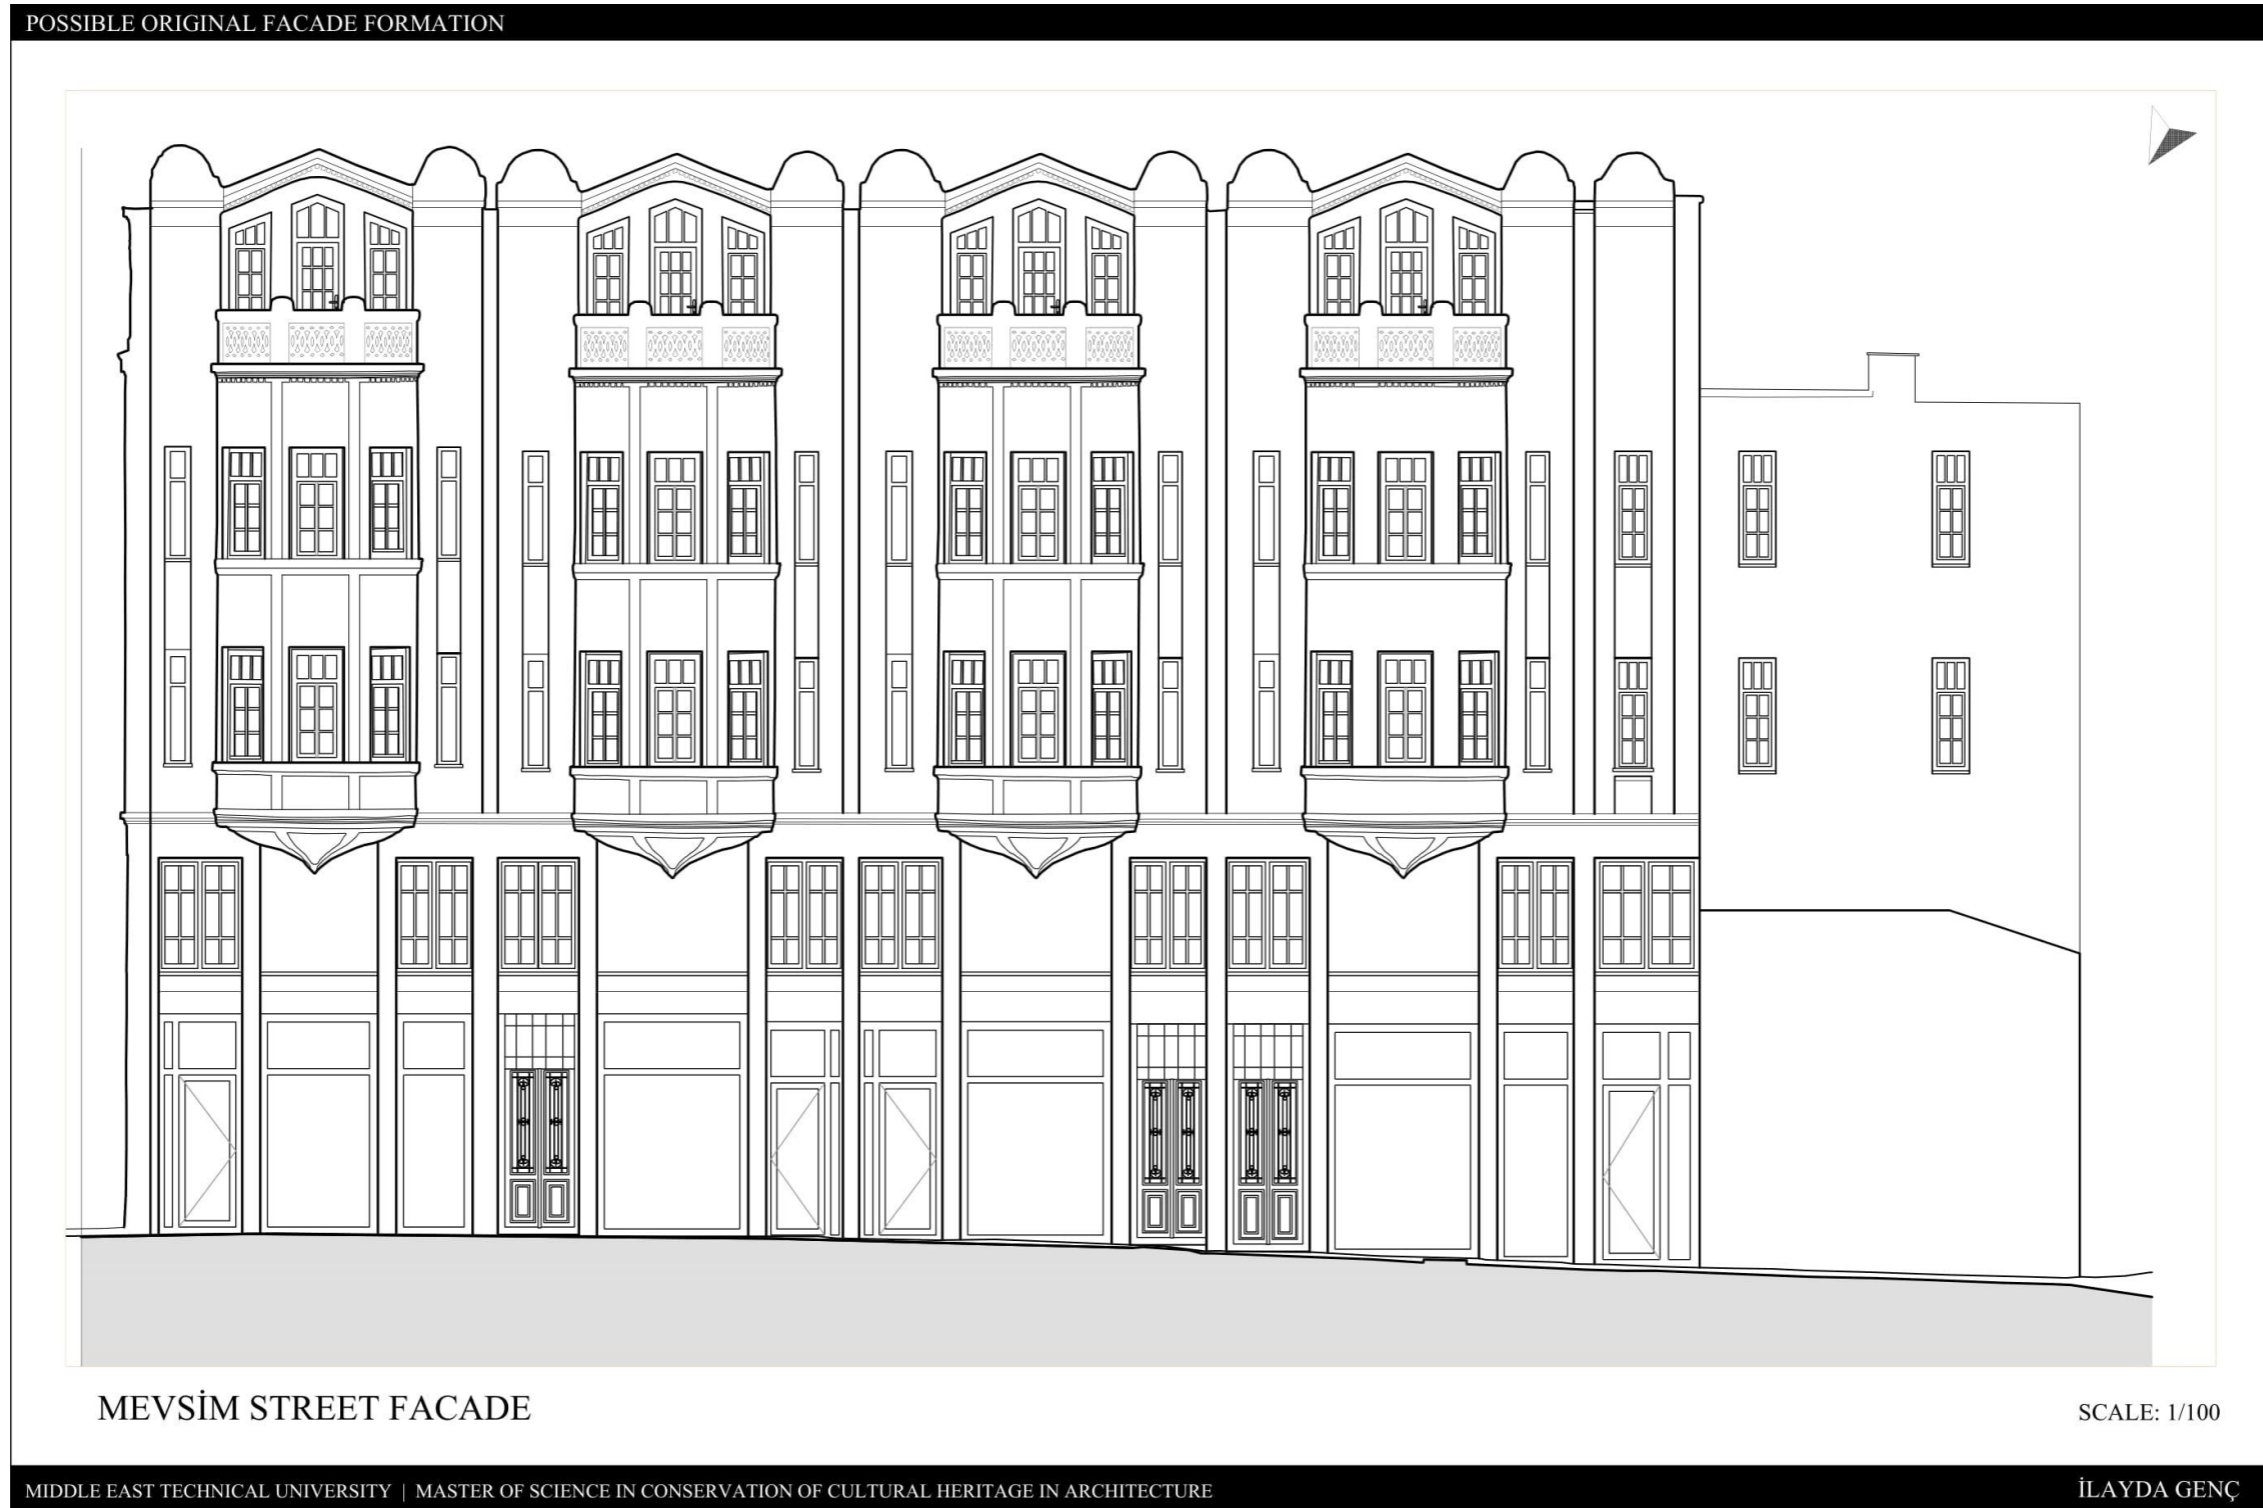 POSSIBLE ORIGINAL FACADE FORMATION
MEVSİM STREET FACADE
SCALE: 1/100
MIDDLE EAST TECHNICAL UNIVERSITY | MASTER OF SCIENCE IN CONSERVATION OF CULTURAL HERITAGE IN ARCHITECTURE
İLAYDA GENÇ